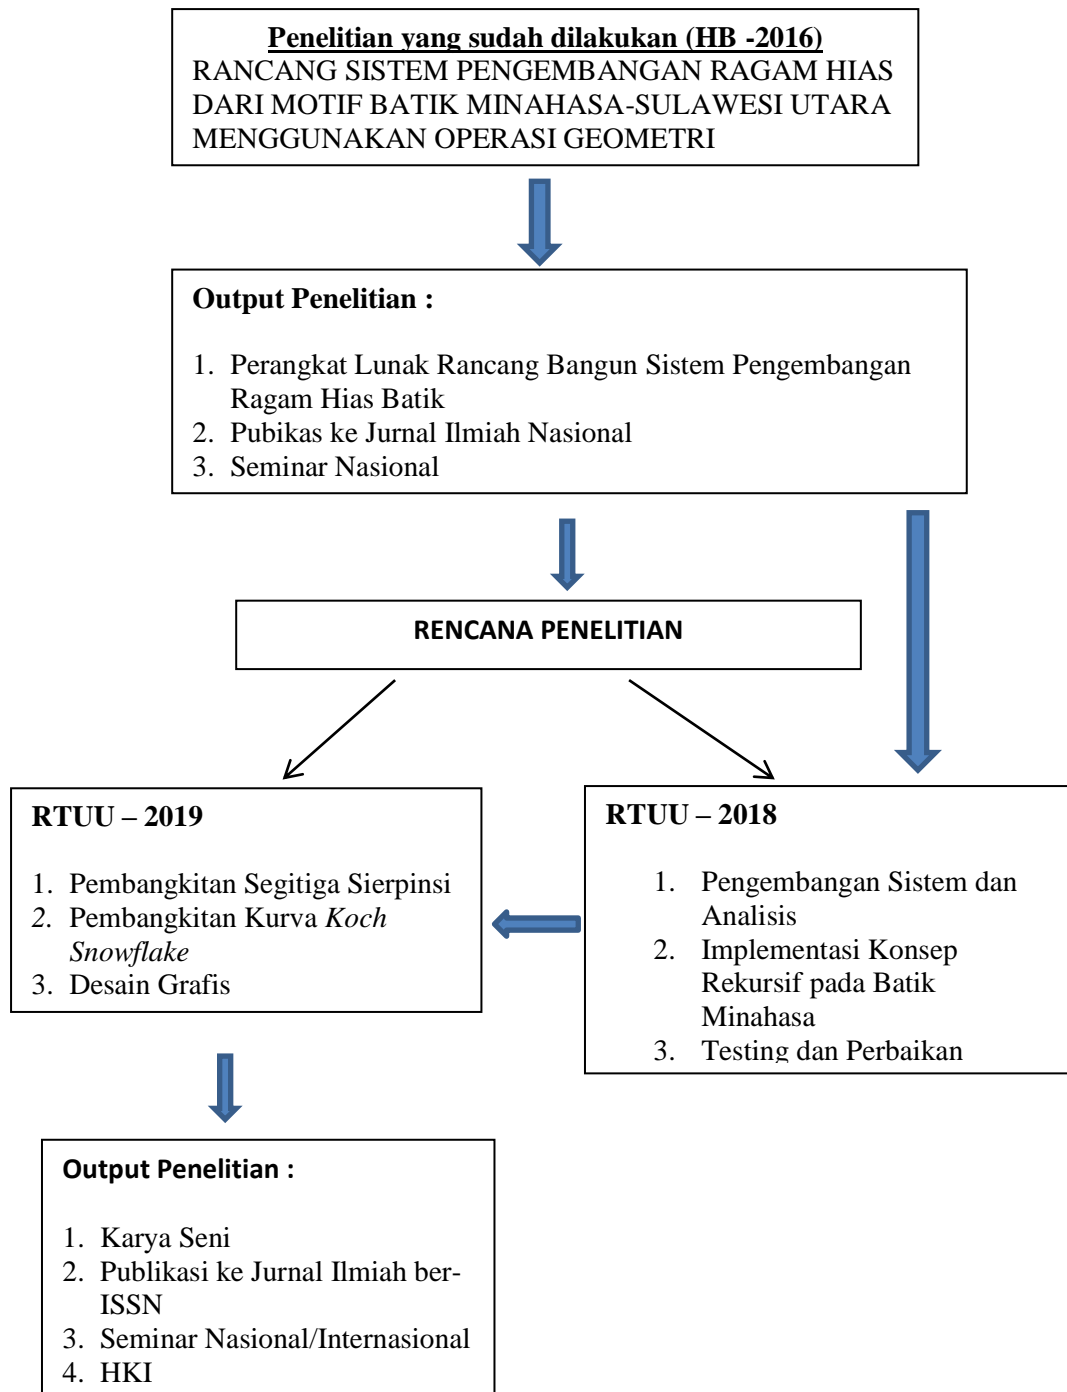 Penelitian yang sudah dilakukan (HB -2016)
RANCANG SISTEM PENGEMBANGAN RAGAM HIAS
DARI MOTIF BATIK MINAHASA-SULAWESI UTARA
MENGGUNAKAN OPERASI GEOMETRI
Output Penelitian :
1. Perangkat Lunak Rancang Bangun Sistem Pengembangan
Ragam Hias Batik
2. Pubikas ke Jurnal Ilmiah Nasional
3. Seminar Nasional
RENCANA PENELITIAN
RTUU – 2019
1. Pembangkitan Segitiga Sierpinsi
2. Pembangkitan Kurva Koch
Snowflake
3. Desain Grafis
RTUU – 2018
1. Pengembangan Sistem dan
Analisis
2. Implementasi Konsep
Rekursif pada Batik
Minahasa
3. Testing dan Perbaikan
Output Penelitian :
1. Karya Seni
2. Publikasi ke Jurnal Ilmiah ber-
ISSN
3. Seminar Nasional/Internasional
4. HKI